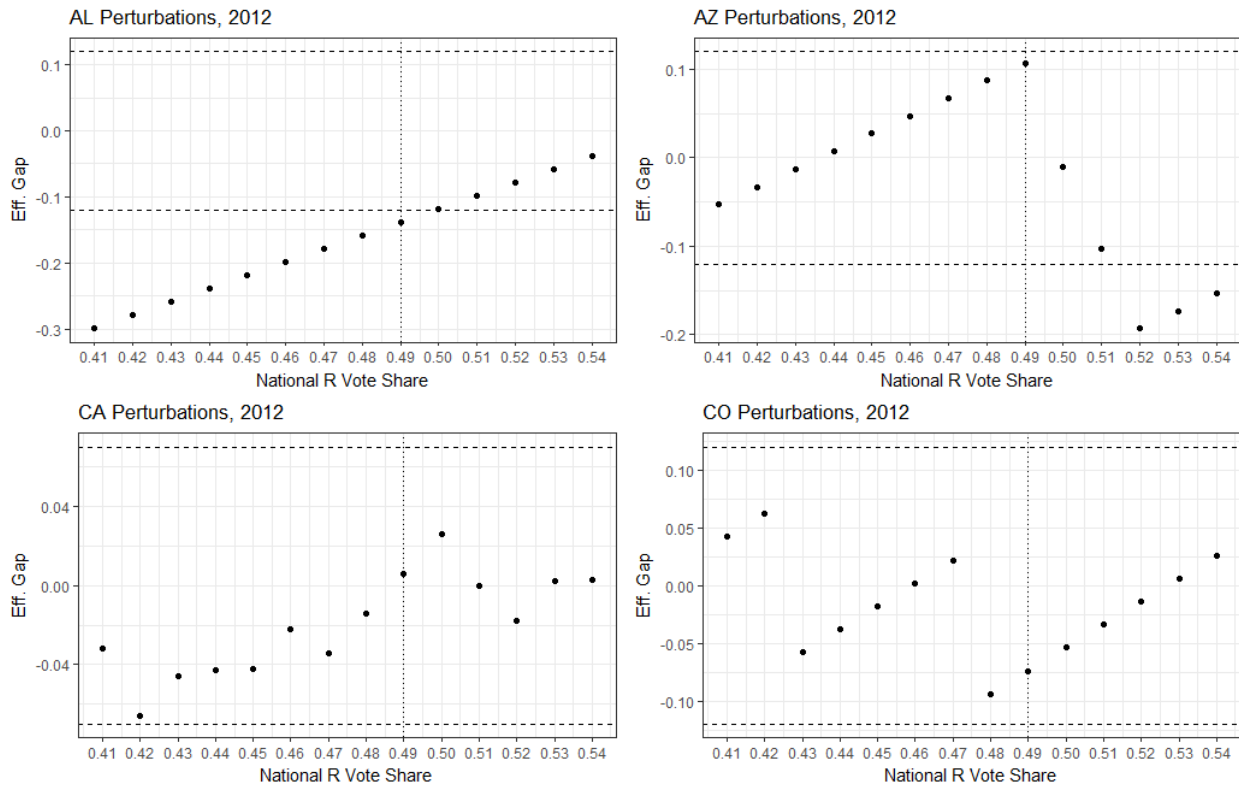 AL Perturbations, 2012
Eff. Gap
0.1
0.0
-0.1
-0.2
-0.3
0.41 0.42 0.43 0.44 0.45 0.46 0.47 0.48 0.49 0.50 0.51 0.52 0.53 0.54
National R Vote Share
AZ Perturbations, 2012
Eff. Gap
0.1
0.0
-0.1
-0.2
0.41 0.42 0.43 0.44 0.45 0.46 0.47 0.48 0.49 0.50 0.51 0.52 0.53 0.54
National R Vote Share
CA Perturbations, 2012
Eff. Gap
0.04
0.00
-0.04
0.41 0.42 0.43 0.44 0.45 0.46 0.47 0.48 0.49 0.50 0.51 0.52 0.53 0.54
National R Vote Share
CO Perturbations, 2012
Eff. Gap
0.10
0.05
0.00
-0.05
-0.10
0.41 0.42 0.43 0.44 0.45 0.46 0.47 0.48 0.49 0.50 0.51 0.52 0.53 0.54
National R Vote Share